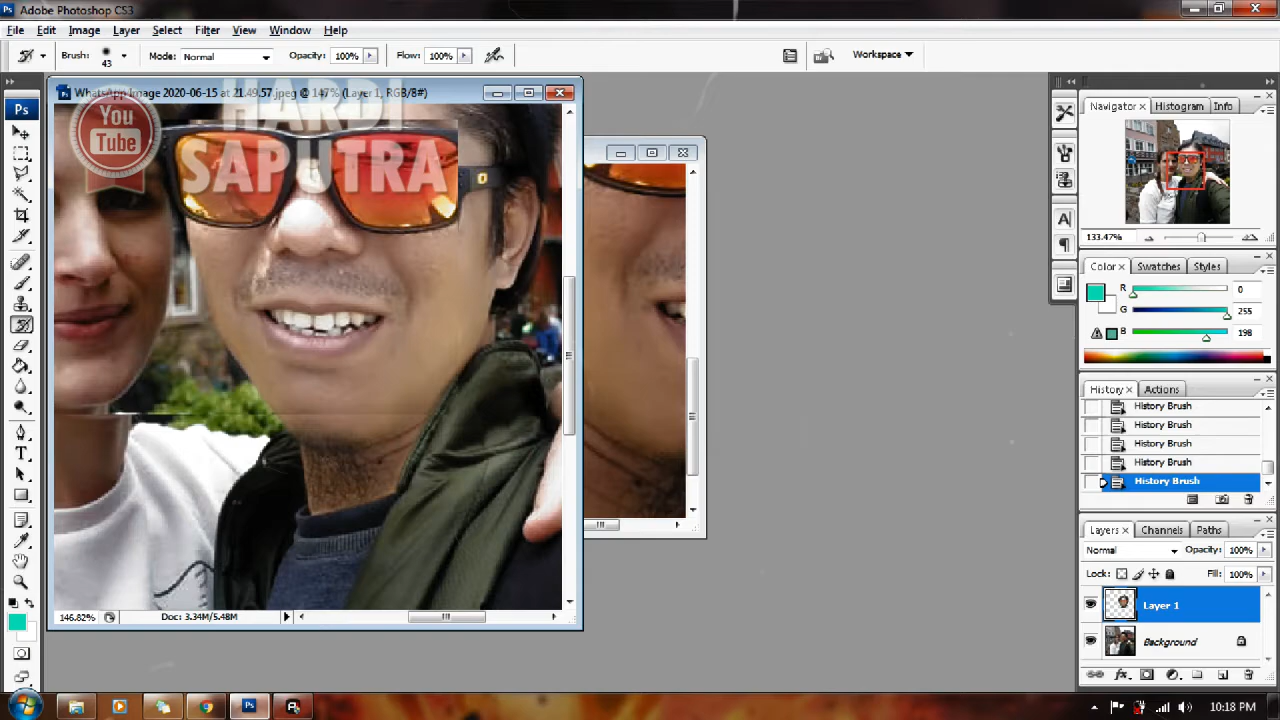 Adobe Photoshop CS3
File Edit Image Layer Select Filter View Window Help
Brush: 43 Mode: Normal Opacity: 100% Flow: 100% Workspace
WhatsApp Image 2020-06-15 at 21.49.57.jpeg @ 147% (Layer 1, RGB/8#)
You
Tube
HARDI
SAPUTRA
Ps
146.82% Doc: 3.34M/5.48M
Navigator Histogram Info
133.47%
Color Swatches Styles
R 0
G 255
B 198
History Actions
History Brush
History Brush
History Brush
History Brush
History Brush
Layers Channels Paths
Normal Opacity: 100%
Lock: Fill: 100%
Layer 1
Background
10:18 PM